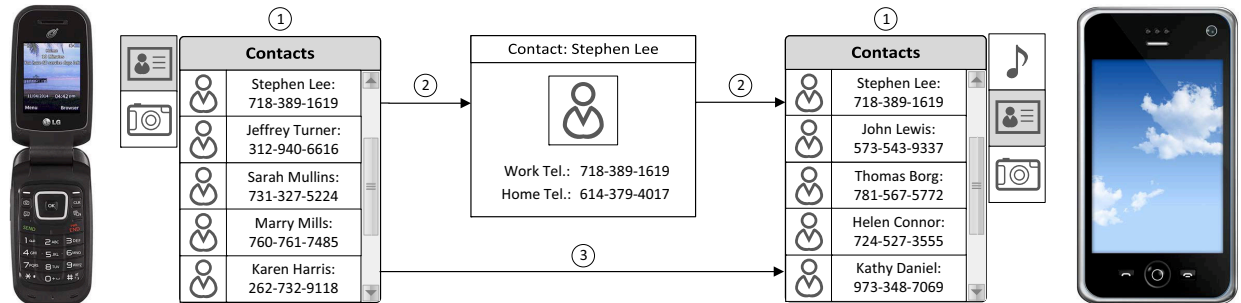 1
Contacts
Stephen Lee:
718-389-1619
Jeffrey Turner:
312-940-6616
Sarah Mullins:
731-327-5224
Marry Mills:
760-761-7485
Karen Harris:
262-732-9118
2
Contact: Stephen Lee
Work Tel.: 718-389-1619
Home Tel.: 614-379-4017
2
3
1
Contacts
Stephen Lee:
718-389-1619
John Lewis:
573-543-9337
Thomas Borg:
781-567-5772
Helen Connor:
724-527-3555
Kathy Daniel:
973-348-7069
Menu Browser
LG
OK